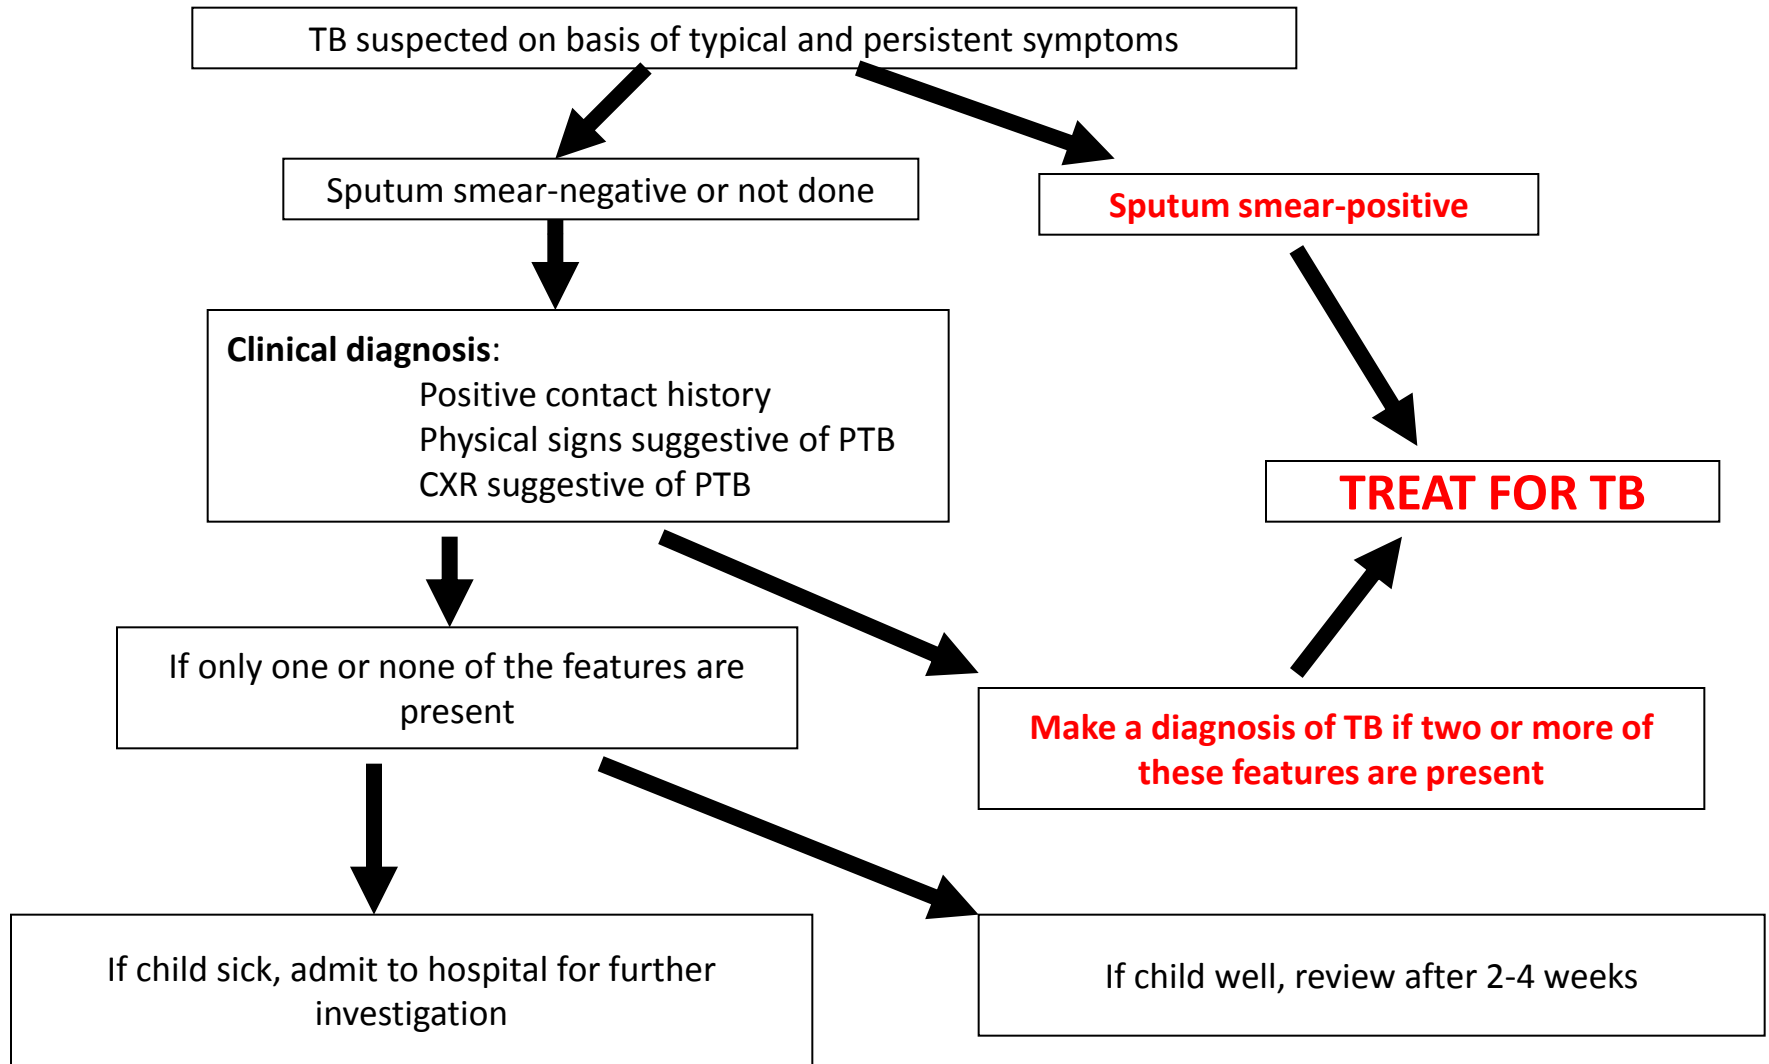 TB suspected on basis of typical and persistent symptoms
Sputum smear-negative or not done
Sputum smear-positive
Clinical diagnosis:
Positive contact history
Physical signs suggestive of PTB
CXR suggestive of PTB
TREAT FOR TB
If only one or none of the features are
present
Make a diagnosis of TB if two or more of
these features are present
If child sick, admit to hospital for further
investigation
If child well, review after 2-4 weeks